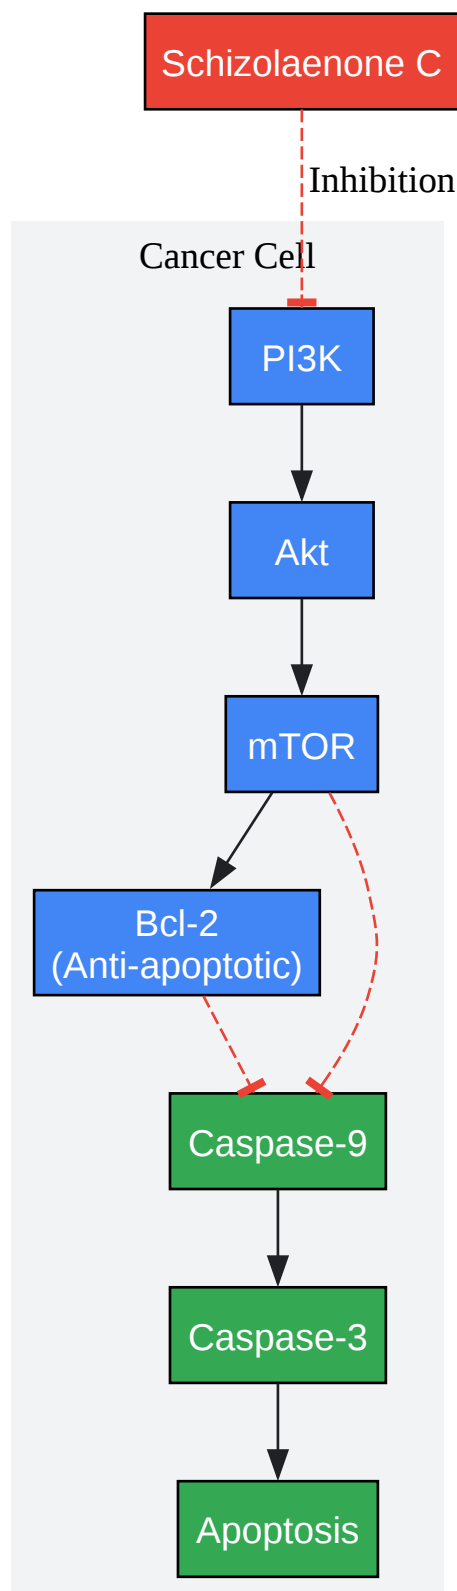 Schizolaenone C
Inhibition
Cancer Cell
PI3K
Akt
mTOR
Bcl-2
(Anti-apoptotic)
Caspase-9
Caspase-3
Apoptosis